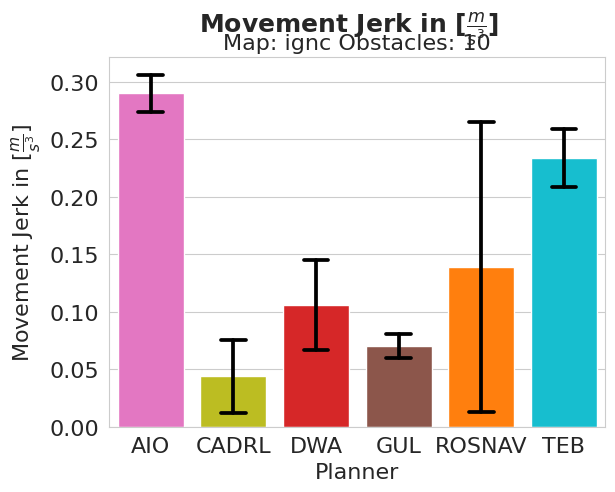 Movement Jerk in [m/s³]
Map: ignc Obstacles: 10
Movement Jerk in [m/s³]
0.30
0.25
0.20
0.15
0.10
0.05
0.00
AIO CADRL DWA GUL ROSNAV TEB
Planner